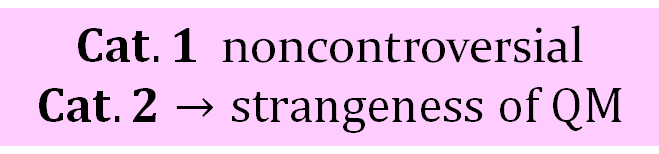 Cat. 1 noncontroversial
Cat. 2 → strangeness of QM